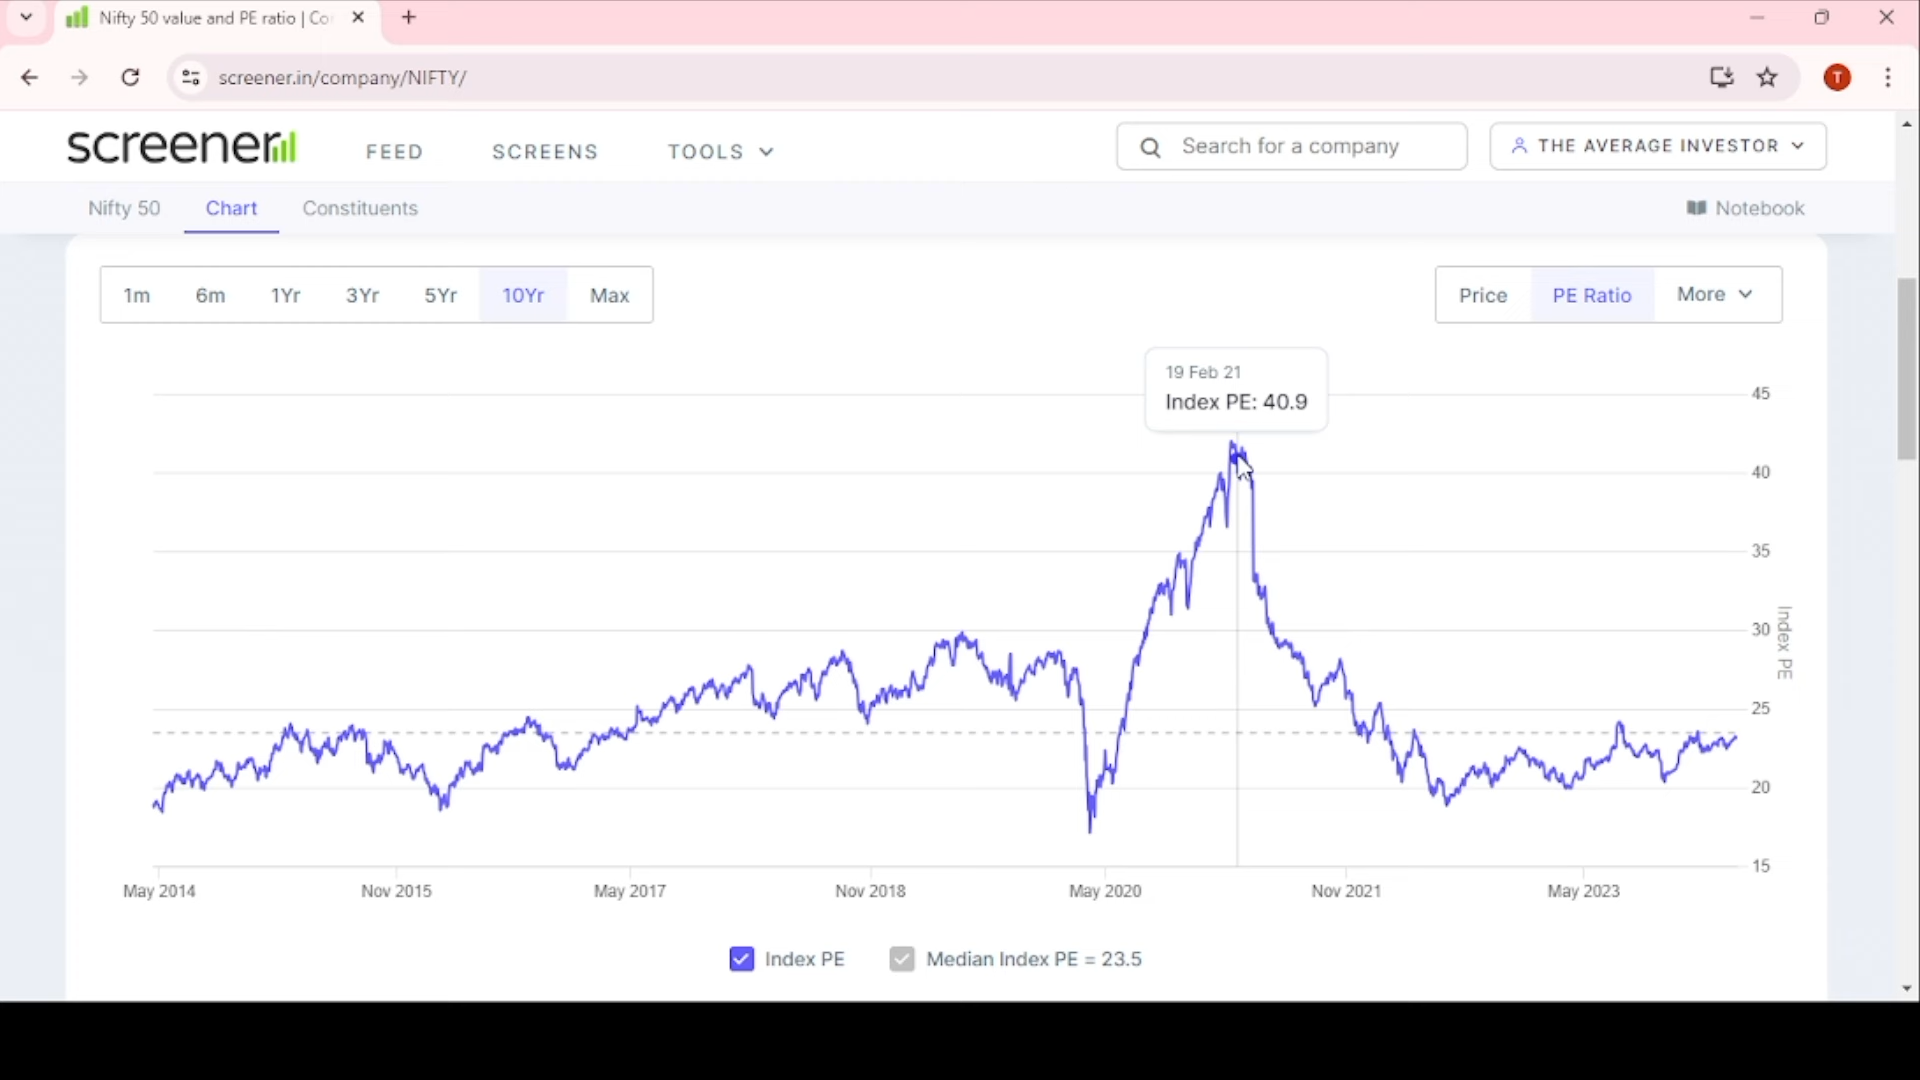 Nifty 50 value and PE ratio | Co
screener.in/company/NIFTY/
T
screener
FEED
SCREENS
TOOLS
Search for a company
THE AVERAGE INVESTOR
Nifty 50
Chart
Constituents
Notebook
1m
6m
1Yr
3Yr
5Yr
10Yr
Max
Price
PE Ratio
More
19 Feb 21
Index PE: 40.9
45
40
35
30
25
20
15
Index PE
May 2014
Nov 2015
May 2017
Nov 2018
May 2020
Nov 2021
May 2023
Index PE
Median Index PE = 23.5